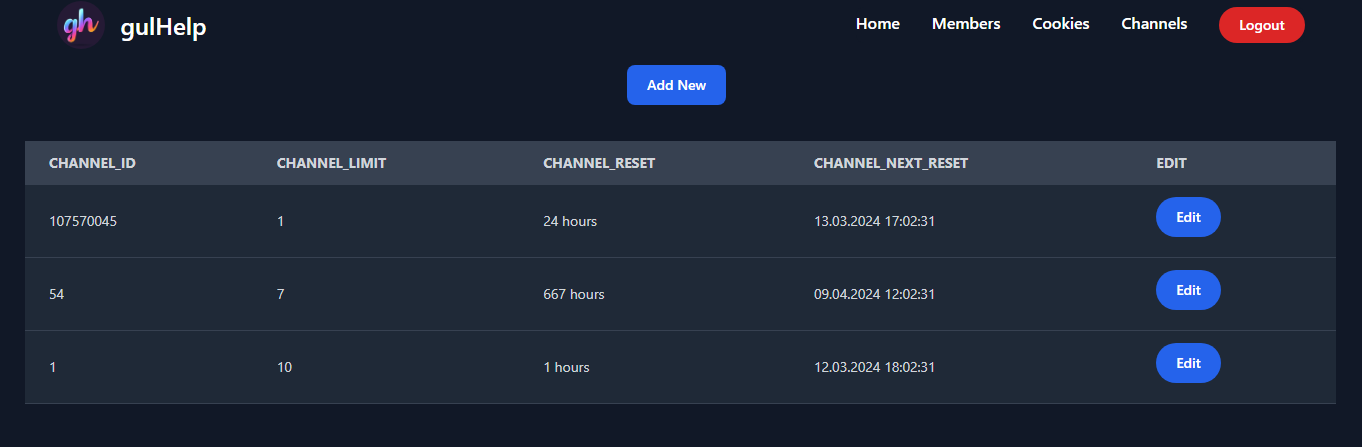 gh gulHelp Home Members Cookies Channels Logout
Add New
CHANNEL_ID CHANNEL_LIMIT CHANNEL_RESET CHANNEL_NEXT_RESET EDIT
107570045 1 24 hours 13.03.2024 17:02:31 Edit
54 7 667 hours 09.04.2024 12:02:31 Edit
1 10 1 hours 12.03.2024 18:02:31 Edit